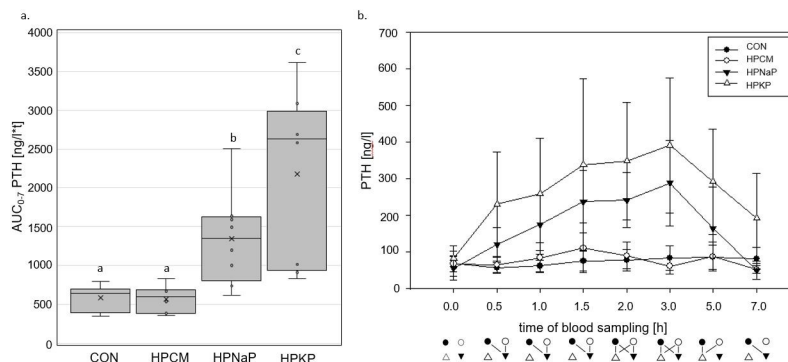 a.
AUC0-7 PTH [ng/l*t]
4000
3500
3000
2500
2000
1500
1000
500
0
a
a
b
c
CON HPCM HPNaP HPKP
b.
PTH [ng/l]
700
600
500
400
300
200
100
0
CON
HPCM
HPNaP
HPKP
0.0 0.5 1.0 1.5 2.0 3.0 5.0 7.0
time of blood sampling [h]